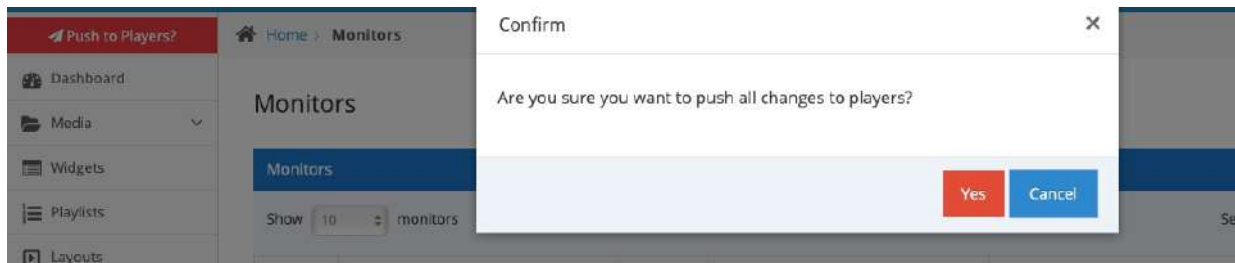 Push to Players?
Home › Monitors
Confirm ×
Dashboard
Monitors
Are you sure you want to push all changes to players?
Media
Widgets
Monitors
Yes Cancel
Playlists
Show 10 monitors
Layouts